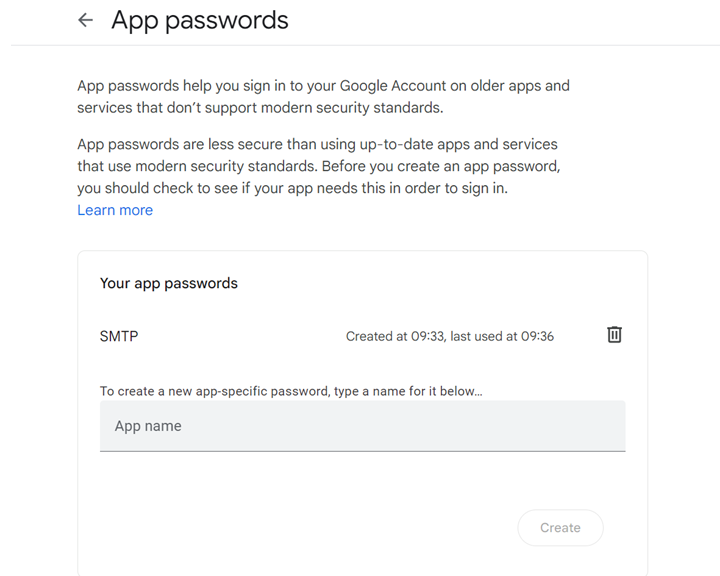 App passwords
App passwords help you sign in to your Google Account on older apps and
services that don’t support modern security standards.
App passwords are less secure than using up-to-date apps and services
that use modern security standards. Before you create an app password,
you should check to see if your app needs this in order to sign in.
Learn more
Your app passwords
SMTP Created at 09:33, last used at 09:36
To create a new app-specific password, type a name for it below...
App name
Create